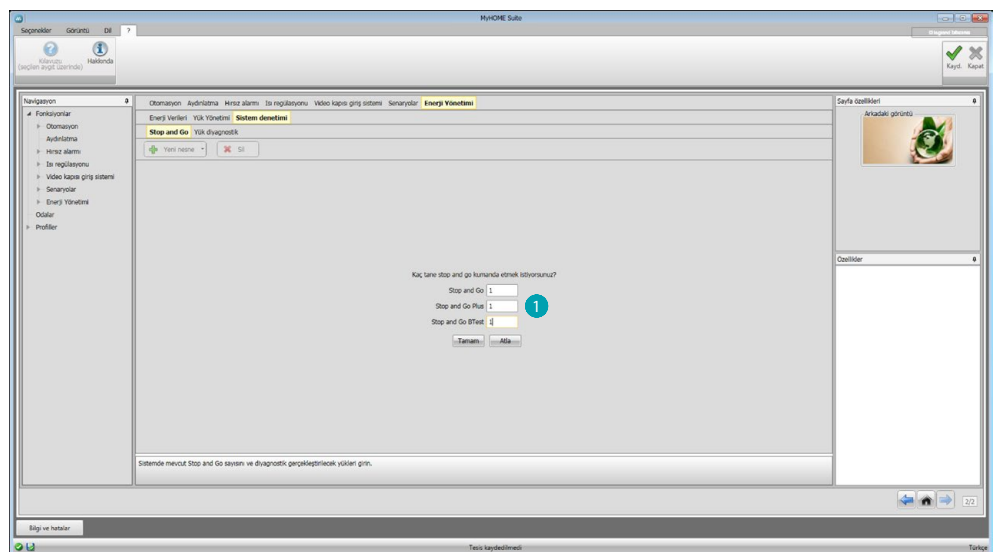 MyHOME Suite
Seçenekler Görüntü Dil ?
Kılavuzu
(seçilen aygıt üzerinde)
Hakkında
Kayd. Kapat
Navigasyon
Fonksiyonlar
Otomasyon
Aydınlatma
Hırsız alarmı
Isı regülasyonu
Video kapısı giriş sistemi
Senaryolar
Enerji Yönetimi
Odalar
Profiller
Otomasyon Aydınlatma Hırsız alarmı Isı regülasyonu Video kapısı giriş sistemi Senaryolar Enerji Yönetimi
Enerji Verileri Yük Yönetimi Sistem denetimi
Stop and Go Yük diyagnostik
Yeni nesne Sil
Kaç tane stop and go kumanda etmek istiyorsunuz?
Stop and Go 1
Stop and Go Plus 1
1
Stop and Go BTest 1
Tamam Atla
Sistemde mevcut Stop and Go sayısını ve diyagnostik gerçekleştirilecek yükleri girin.
Sayfa özellikleri
Arkadaki görüntü
Özellikler
2/2
Bilgi ve hatalar
Tesis kaydedilmedi
Türkçe